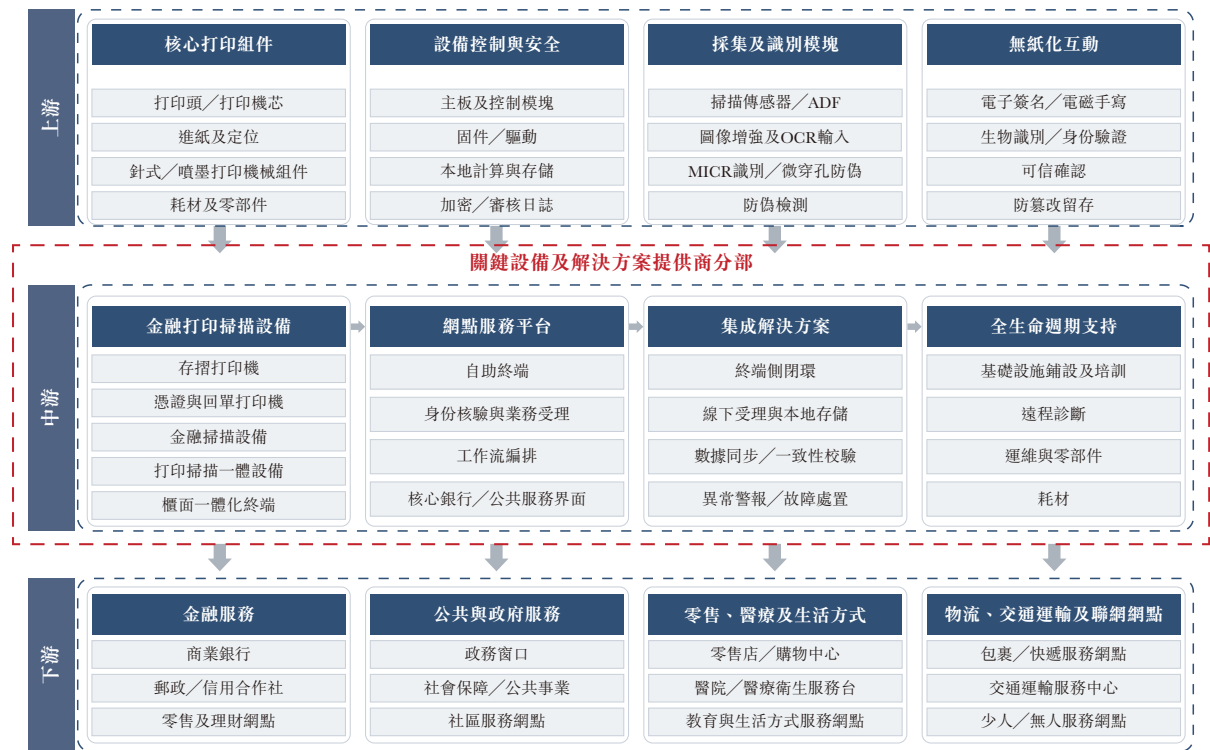 上游
核心打印組件
打印頭／打印機芯
進紙及定位
針式／噴墨打印機械組件
耗材及零部件
設備控制與安全
主板及控制模塊
固件／驅動
本地計算與存儲
加密／審核日誌
採集及識別模塊
掃描傳感器／ADF
圖像增強及OCR輸入
MICR識別／微穿孔防偽
防偽檢測
無紙化互動
電子簽名／電磁手寫
生物識別／身份驗證
可信確認
防篡改留存
關鍵設備及解決方案提供商分部
中游
金融打印掃描設備
存摺打印機
憑證與回單打印機
金融掃描設備
打印掃描一體設備
櫃面一體化終端
網點服務平台
自助終端
身份核驗與業務受理
工作流編排
核心銀行／公共服務界面
集成解決方案
終端側閉環
線下受理與本地存儲
數據同步／一致性校驗
異常警報／故障處置
全生命週期支持
基礎設施鋪設及培訓
遠程診斷
運維與零部件
耗材
下游
金融服務
商業銀行
郵政／信用合作社
零售及理財網點
公共與政府服務
政務窗口
社會保障／公共事業
社區服務網點
零售、醫療及生活方式
零售店／購物中心
醫院／醫療衛生服務台
教育與生活方式服務網點
物流、交通運輸及聯網網點
包裹／快遞服務網點
交通運輸服務中心
少人／無人服務網點